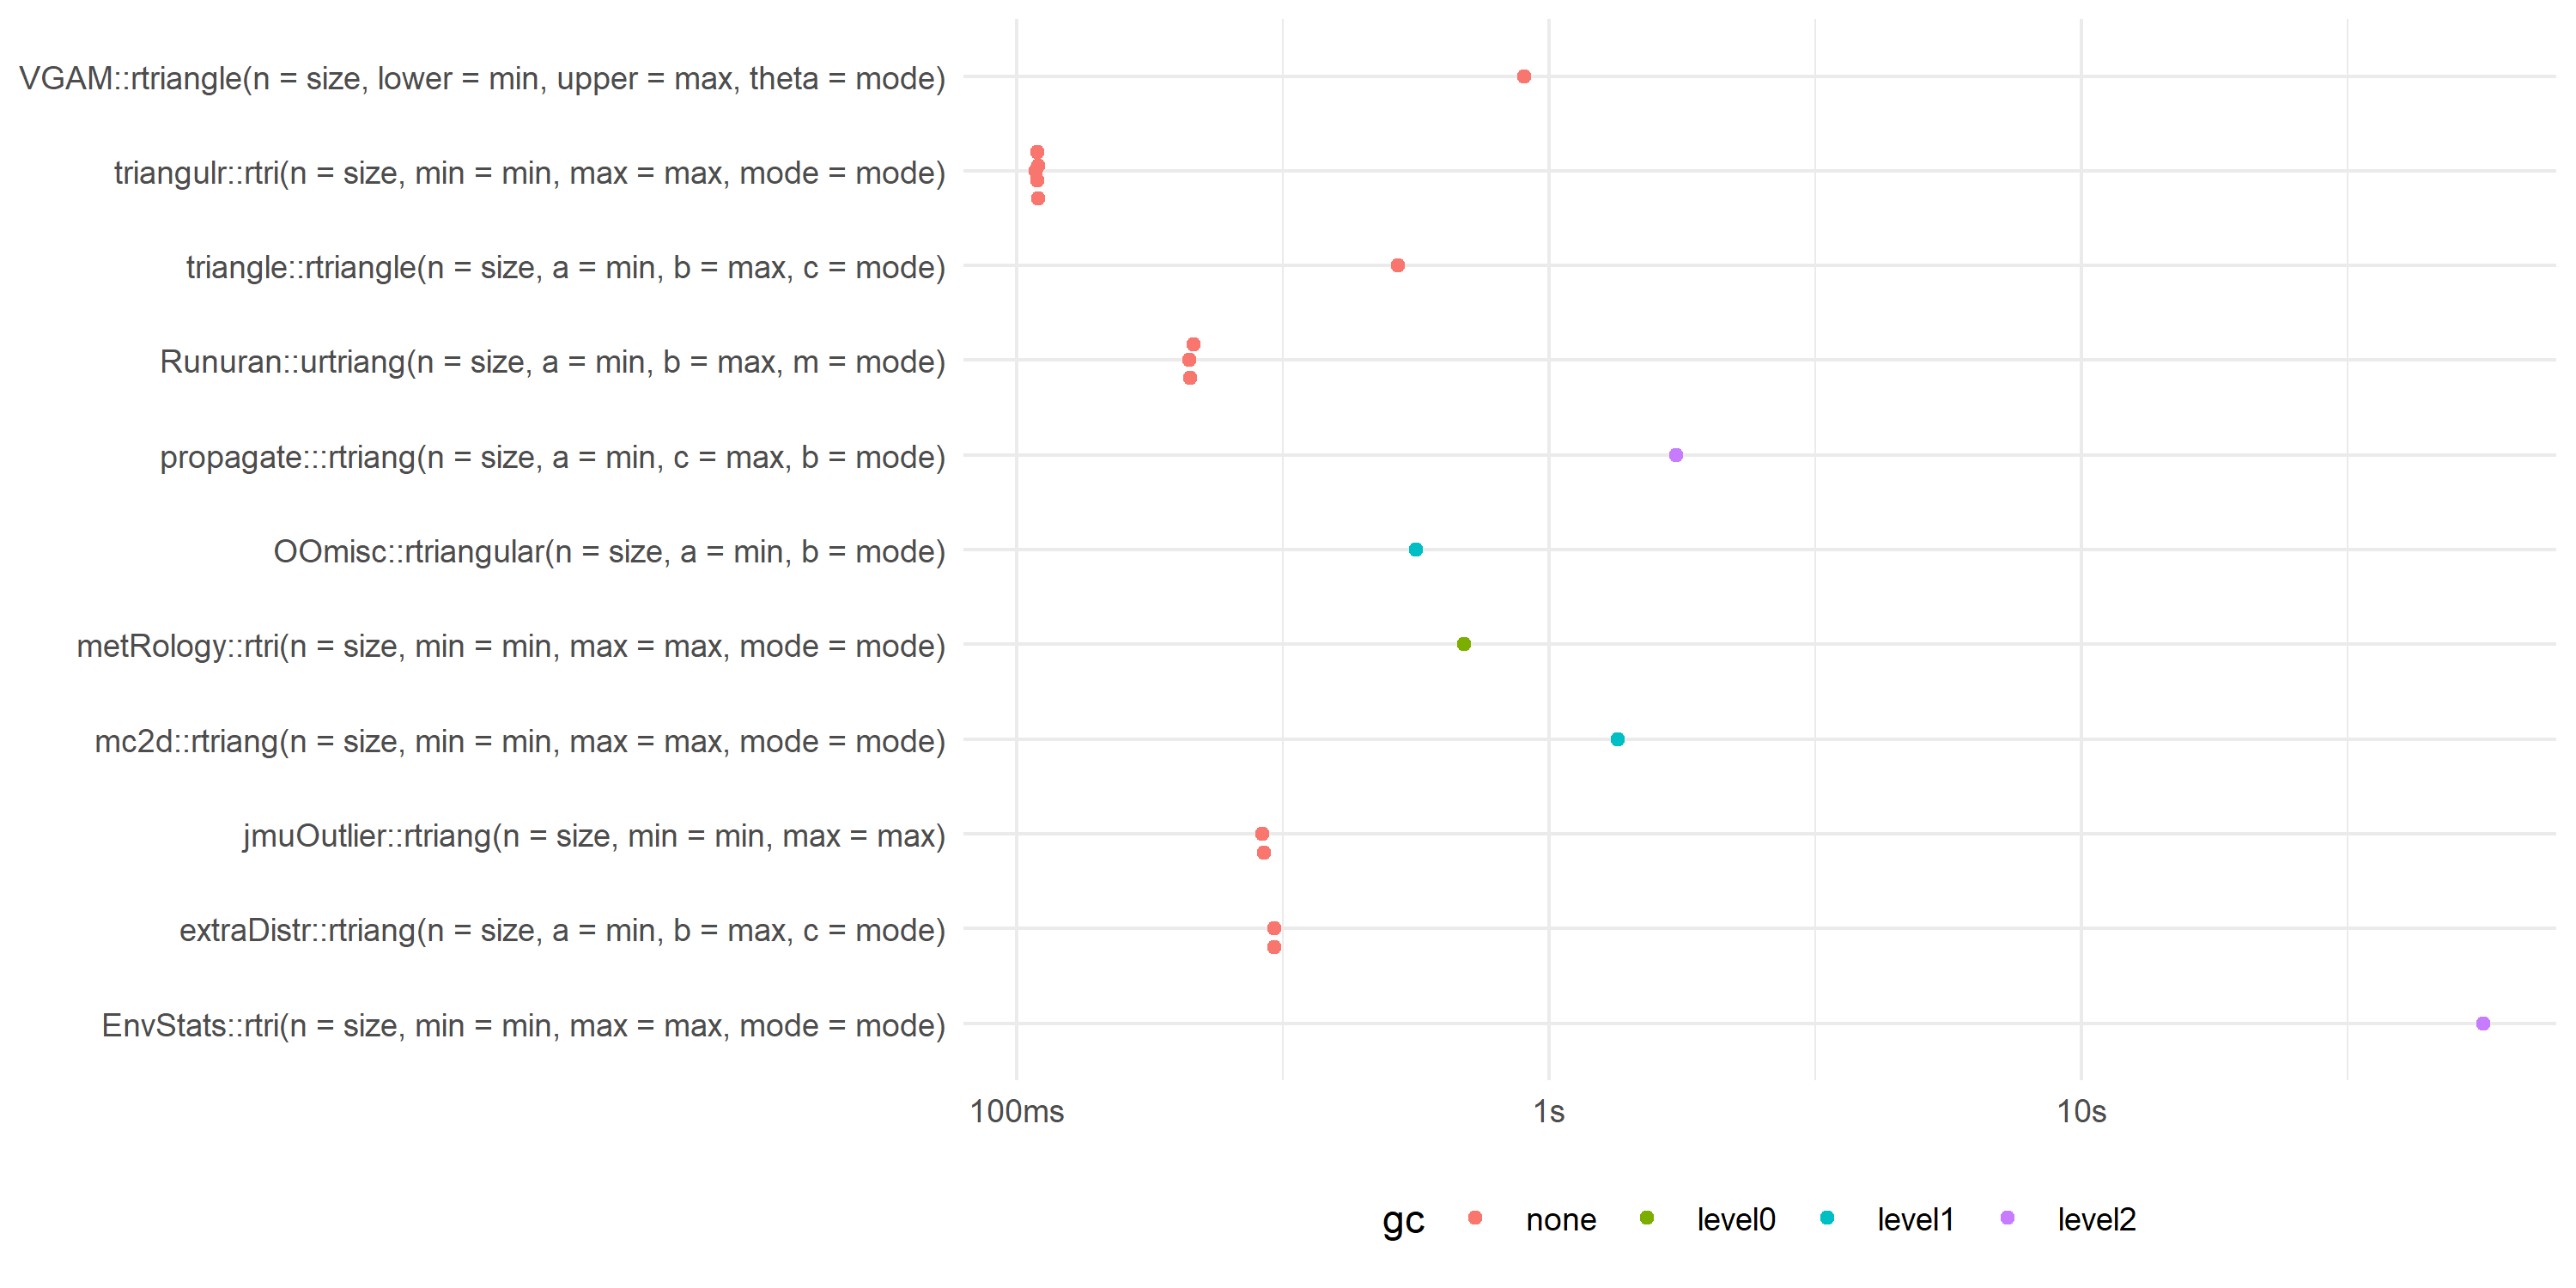 VGAM::rtriangle(n = size, lower = min, upper = max, theta = mode)
triangulr::rtri(n = size, min = min, max = max, mode = mode)
triangle::rtriangle(n = size, a = min, b = max, c = mode)
Runuran::urtriang(n = size, a = min, b = max, m = mode)
propagate:::rtriang(n = size, a = min, c = max, b = mode)
OOmisc::rtriangular(n = size, a = min, b = mode)
metRology::rtri(n = size, min = min, max = max, mode = mode)
mc2d::rtriang(n = size, min = min, max = max, mode = mode)
jmuOutlier::rtriang(n = size, min = min, max = max)
extraDistr::rtriang(n = size, a = min, b = max, c = mode)
EnvStats::rtri(n = size, min = min, max = max, mode = mode)
100ms 1s 10s
gc none level0 level1 level2